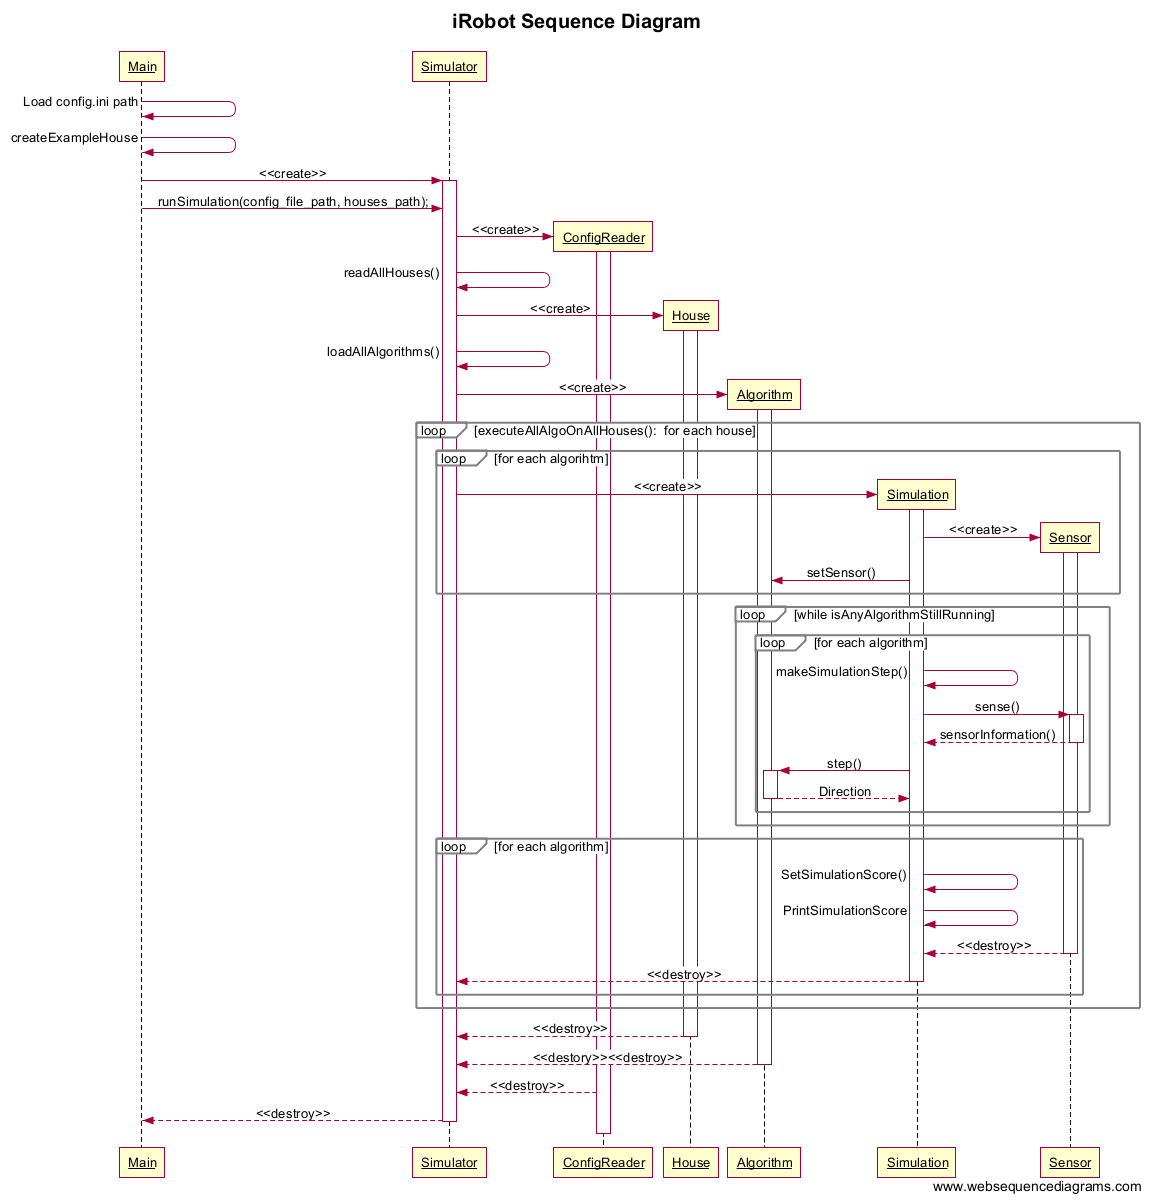 iRobot Sequence Diagram
Main
Simulator
Load config.ini path
createExampleHouse
<<create>>
runSimulation(config_file_path, houses_path);
<<create>>
ConfigReader
readAllHouses()
<<create>
House
loadAllAlgorithms()
<<create>>
Algorithm
loop [executeAllAlgoOnAllHouses():  for each house]
loop [for each algorihtm]
<<create>>
Simulation
<<create>>
Sensor
setSensor()
loop [while isAnyAlgorithmStillRunning]
loop [for each algorithm]
makeSimulationStep()
sense()
sensorInformation()
step()
Direction
loop [for each algorithm]
SetSimulationScore()
PrintSimulationScore
<<destroy>>
<<destroy>>
<<destroy>>
<<destory>><<destroy>>
<<destroy>>
<<destroy>>
Main
Simulator
ConfigReader
House
Algorithm
Simulation
Sensor
www.websequencediagrams.com